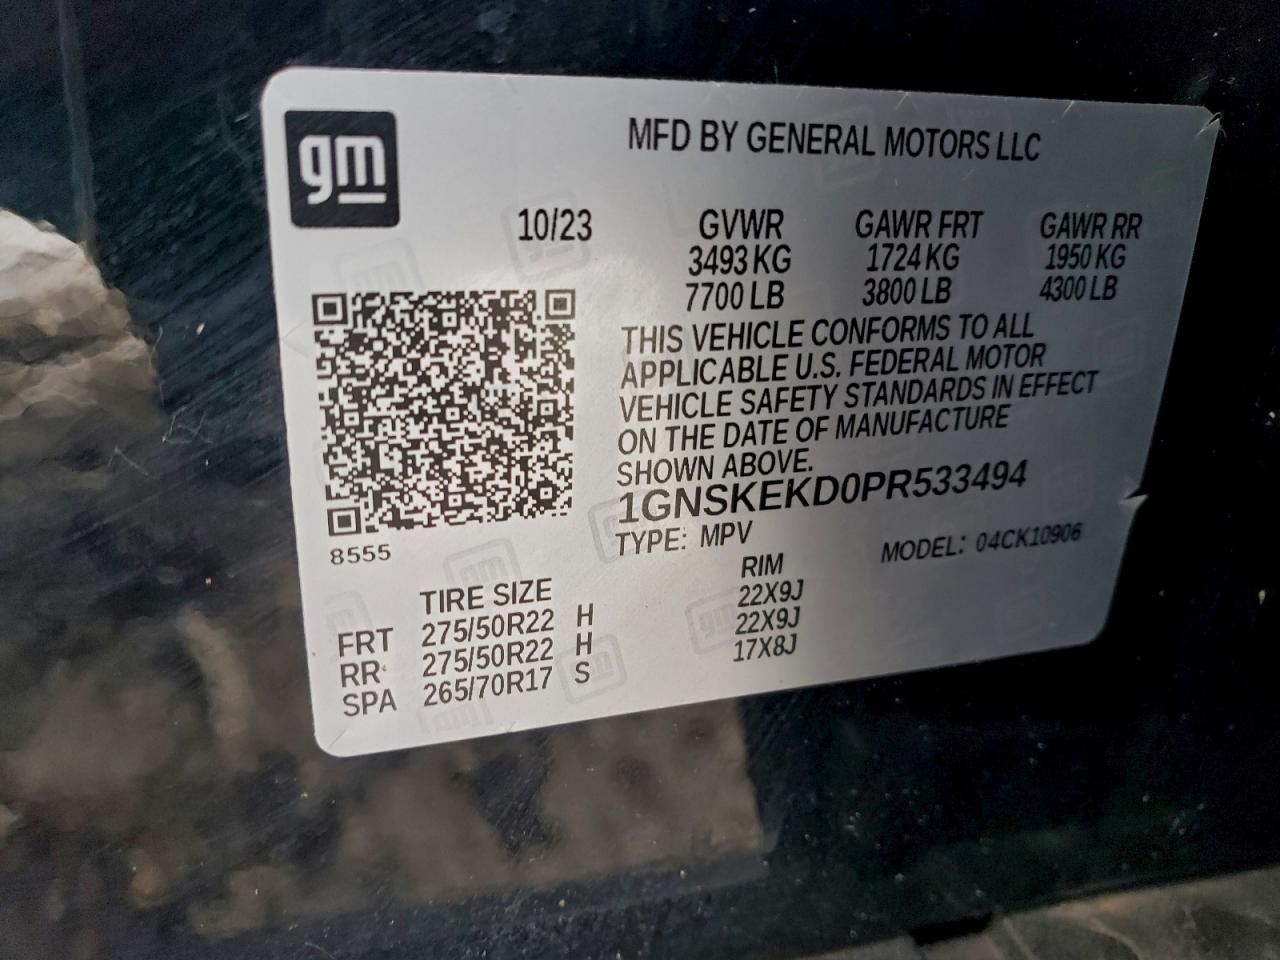 gm
MFD BY GENERAL MOTORS LLC
10/23 GVWR GAWR FRT GAWR RR
3493 KG 1724 KG 1950 KG
7700 LB 3800 LB 4300 LB
THIS VEHICLE CONFORMS TO ALL
APPLICABLE U.S. FEDERAL MOTOR
VEHICLE SAFETY STANDARDS IN EFFECT
ON THE DATE OF MANUFACTURE
SHOWN ABOVE.
1GNSKEKD0PR533494
8555
TYPE: MPV MODEL: 04CK10906
TIRE SIZE RIM
FRT 275/50R22 H 22X9J
RR 275/50R22 H 22X9J
SPA 265/70R17 S 17X8J